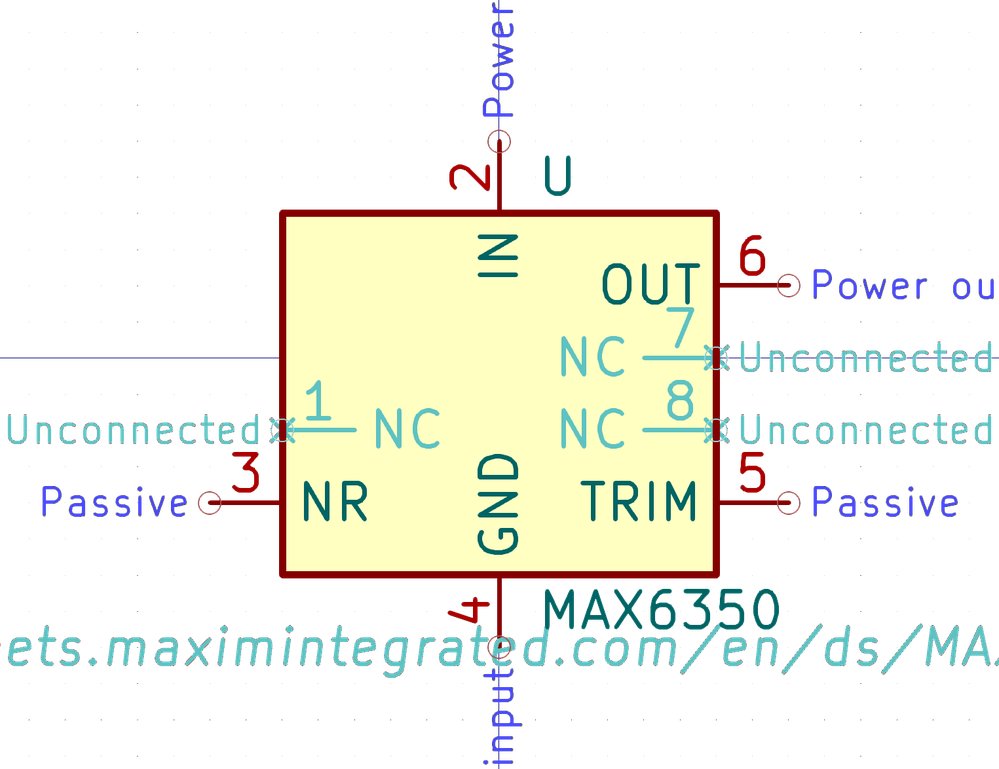 Power
2
U
IN
6
OUT
Power ou
7
NC
Unconnected
1
8
Unconnected
NC
NC
Unconnected
3
5
Passive
NR
GND
TRIM
Passive
4
MAX6350
ets.maximintegrated.com/en/ds/MA
input